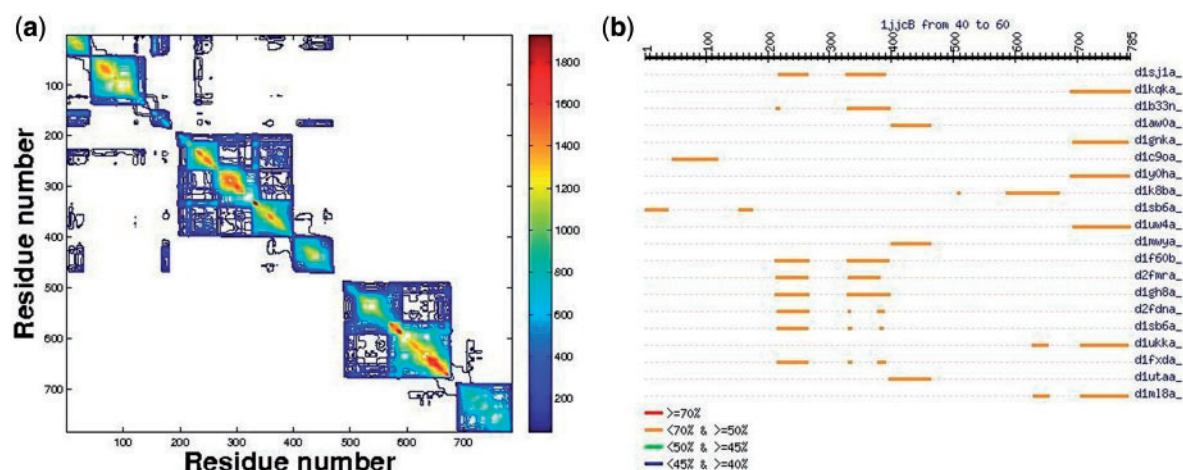 (a)
100
200
300
400
500
600
700
Residue number
100 200 300 400 500 600 700
Residue number
1800
1600
1400
1200
1000
800
600
400
200
(b)
1jjcB from 40 to 60
1 100 200 300 400 500 600 700 785
d1sj1a_
d1kqka_
d1b33n_
d1aw0a_
d1gnka_
d1c9oa_
d1y0ha_
d1k8ba_
d1sb6a_
d1uw4a_
d1mwya_
d1f60b_
d2fmra_
d1gh8a_
d2fdna_
d1sb6a_
d1ukka_
d1fxda_
d1utaa_
d1ml8a_
>=70%
<70% & >=50%
<50% & >=45%
<45% & >=40%